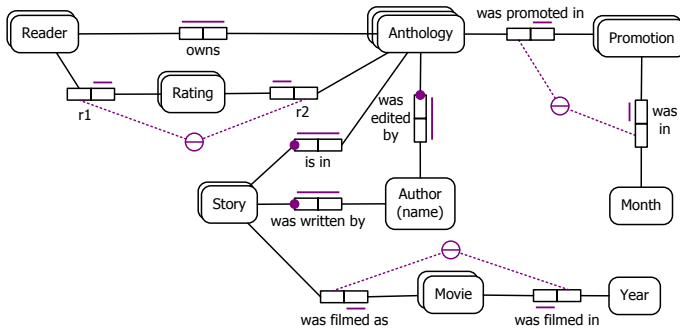 was promoted in
Reader
Anthology
Promotion
owns
Rating
r1
r2
was
edited
by
was
in
is in
Story
Author
(name)
Month
was written by
Movie
Year
was filmed as
was filmed in